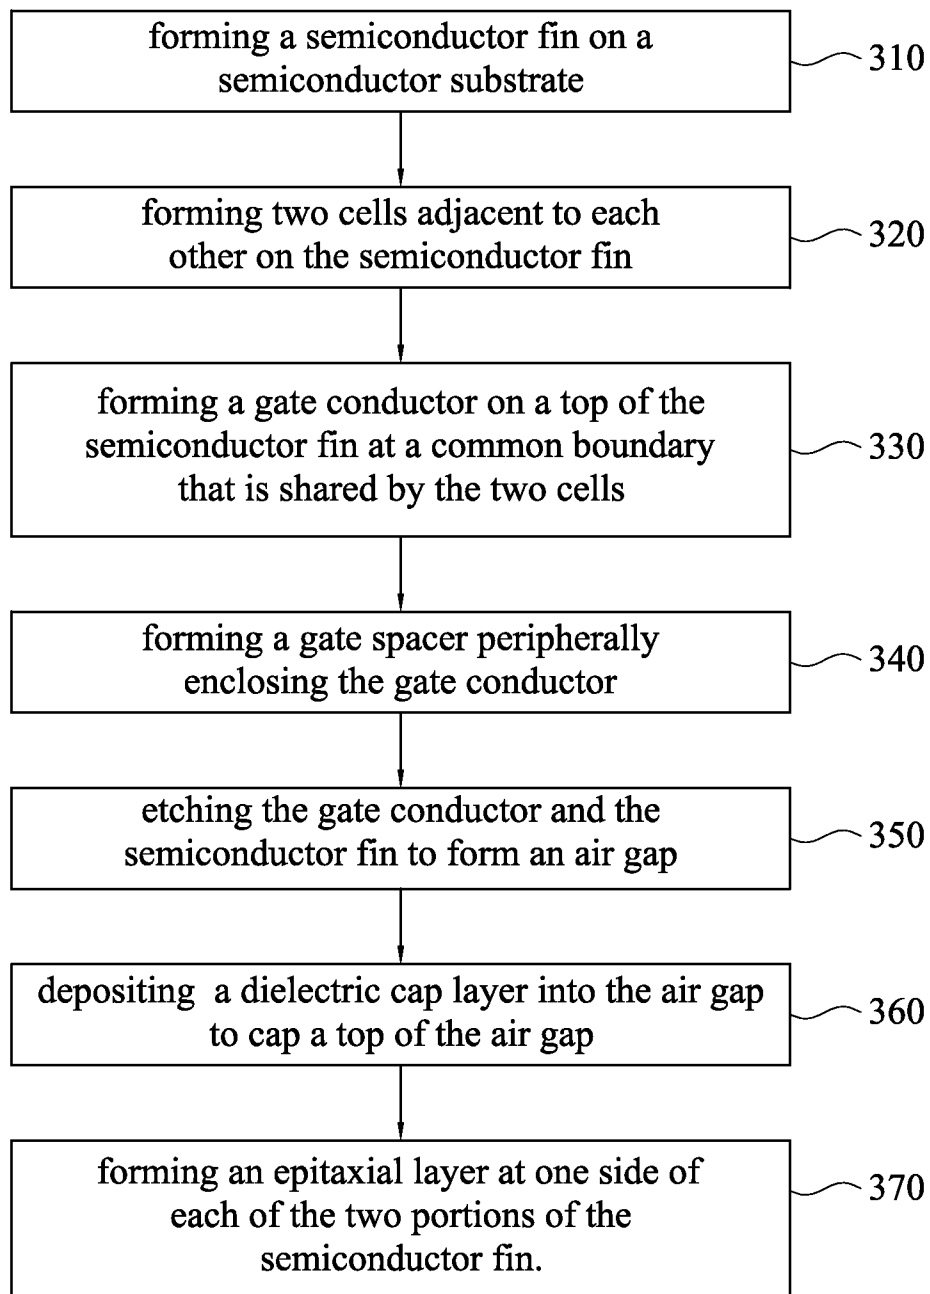 forming a semiconductor fin on a
semiconductor substrate
310
forming two cells adjacent to each
other on the semiconductor fin
320
forming a gate conductor on a top of the
semiconductor fin at a common boundary
that is shared by the two cells
330
forming a gate spacer peripherally
enclosing the gate conductor
340
etching the gate conductor and the
semiconductor fin to form an air gap
350
depositing a dielectric cap layer into the air gap
to cap a top of the air gap
360
forming an epitaxial layer at one side of
each of the two portions of the
semiconductor fin.
370